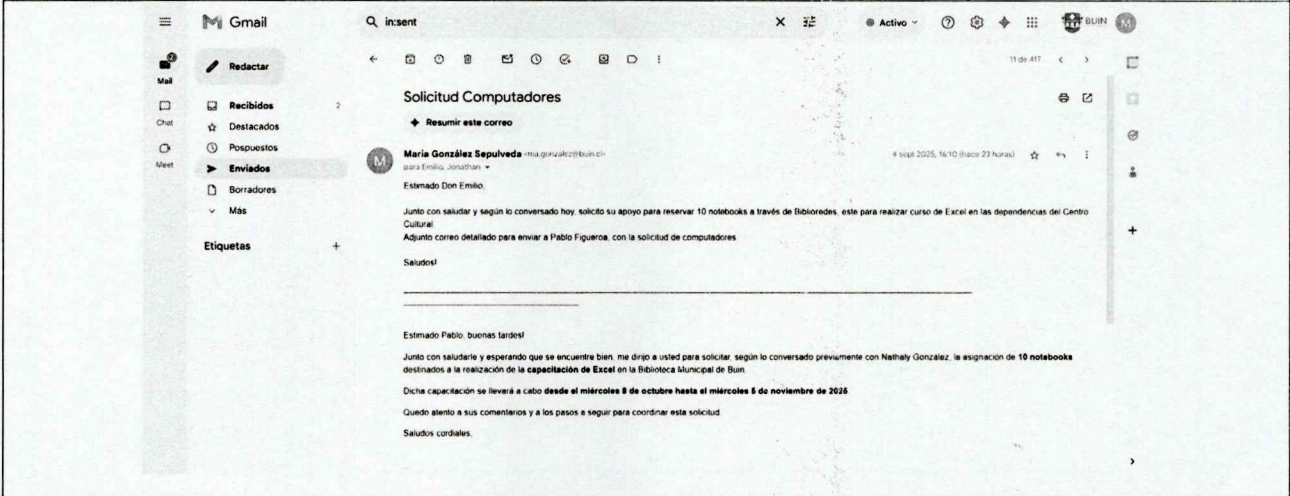 Gmail
in:sent
Activo
BUIN
M
2
Mail
Redactar
11 de 417
Chat
Meet
Recibidos 2
Destacados
Pospuestos
Enviados
Borradores
Más
Etiquetas
Solicitud Computadores
Resumir este correo
M
María González Sepulveda <ma.gonzalez@buin.cl>
4 sept 2025, 16:10 (hace 23 horas)
para Emilio, Jonathan
Estimado Don Emilio,
Junto con saludar y según lo conversado hoy, solicito su apoyo para reservar 10 notebooks a través de Biblioredes, este para realizar curso de Excel en las dependencias del Centro
Cultural.
Adjunto correo detallado para enviar a Pablo Figueroa, con la solicitud de computadores.
Saludos!
Estimado Pablo, buenas tardes!
Junto con saludarle y esperando que se encuentre bien, me dirijo a usted para solicitar, según lo conversado previamente con Nathaly González, la asignación de 10 notebooks
destinados a la realización de la capacitación de Excel en la Biblioteca Municipal de Buin.
Dicha capacitación se llevará a cabo desde el miércoles 8 de octubre hasta el miércoles 5 de noviembre de 2025.
Quedo atento a sus comentarios y a los pasos a seguir para coordinar esta solicitud.
Saludos cordiales,